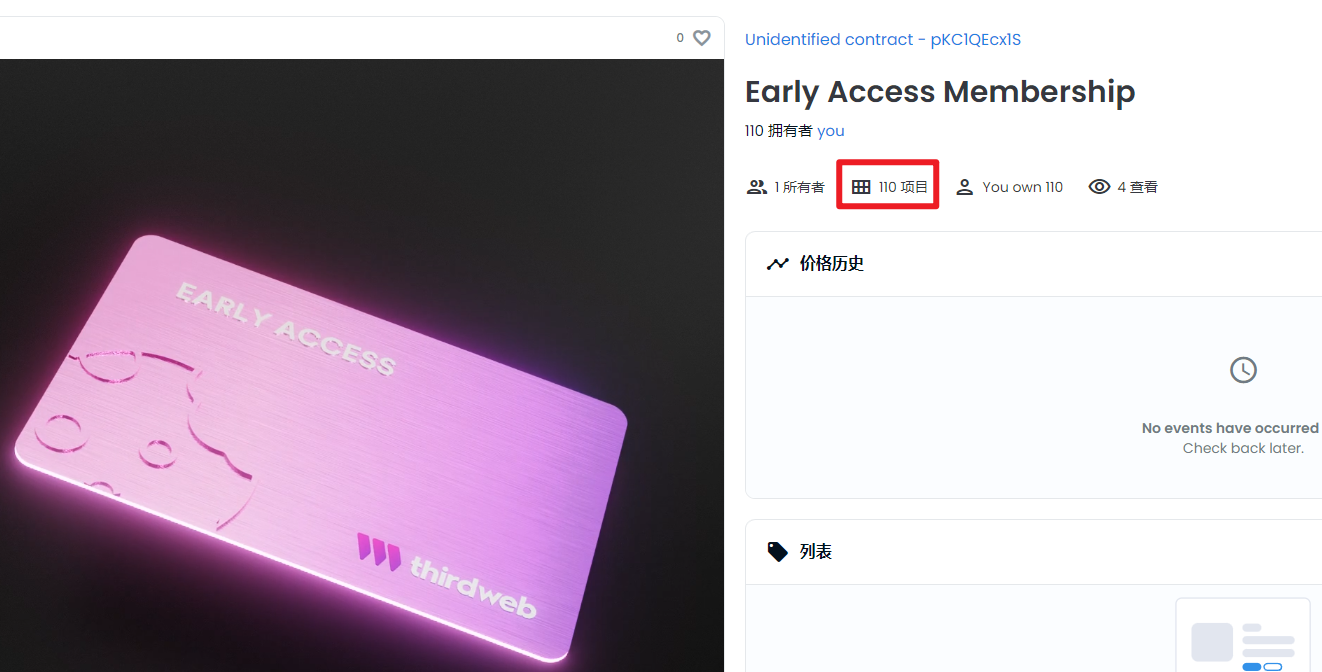 0
Unidentified contract - pKC1QEcx1S
Early Access Membership
110 拥有者 you
1 所有者 110 项目 You own 110 4 查看
价格历史
EARLY ACCESS
No events have occurred
Check back later.
列表
thirdweb